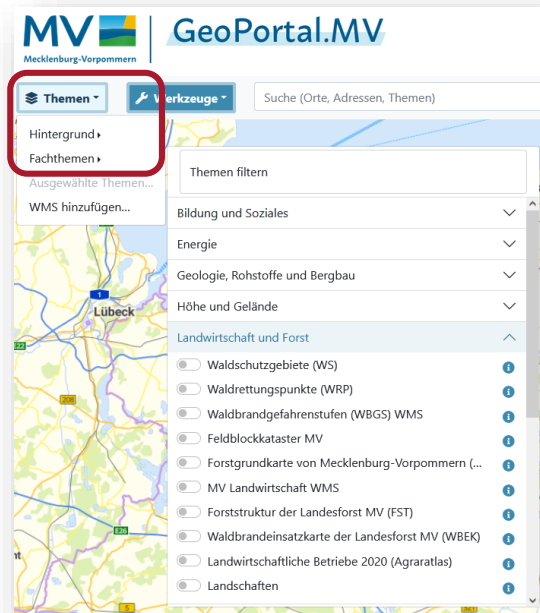 MV
Mecklenburg-Vorpommern
GeoPortal.MV
Themen
Werkzeuge
Suche (Orte, Adressen, Themen)
Hintergrund
Fachthemen
Ausgewählte Themen...
WMS hinzufügen...
Themen filtern
Bildung und Soziales
Energie
Geologie, Rohstoffe und Bergbau
Höhe und Gelände
Landwirtschaft und Forst
Waldschutzgebiete (WS)
Waldrettungspunkte (WRP)
Waldbrandgefahrenstufen (WBGS) WMS
Feldblockkataster MV
Forstgrundkarte von Mecklenburg-Vorpommern (...
MV Landwirtschaft WMS
Forststruktur der Landesforst MV (FST)
Waldbrandeinsatzkarte der Landesforst MV (WBEK)
Landwirtschaftliche Betriebe 2020 (Agraratlas)
Landschaften
1
Lübeck
E22
208
E26
5
321